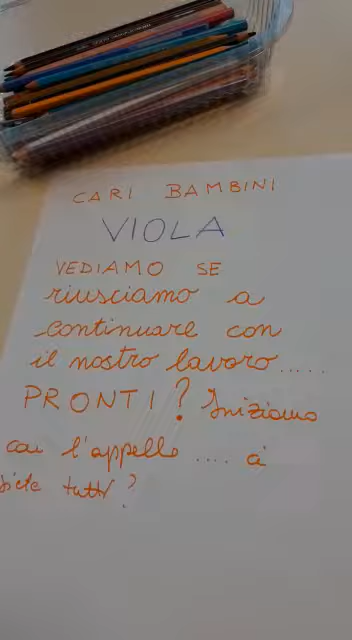 CARI BAMBINI
VIOLA
VEDIAMO SE
riusciamo a
continuare con
il nostro lavoro.....
PRONTI? Iniziamo
con l'appello .... ci
siete tutti?